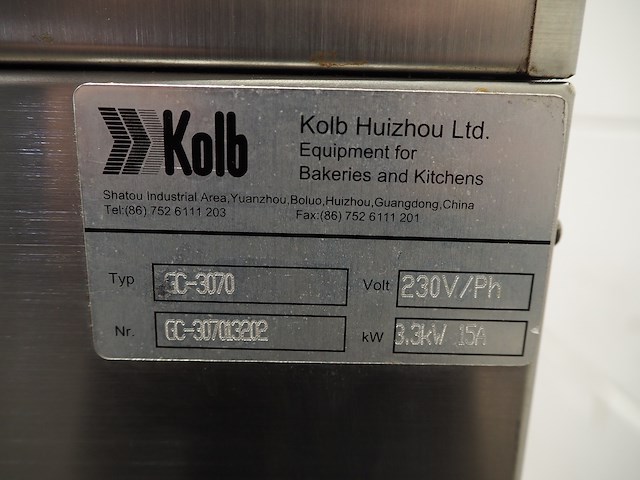 Kolb
Kolb Huizhou Ltd.
Equipment for
Bakeries and Kitchens
Shatou Industrial Area,Yuanzhou,Boluo,Huizhou,Guangdong,China
Tel:(86) 752 6111 203 Fax:(86) 752 6111 201
Typ GC-3070 Volt 230V/Ph
Nr. GC-307013202 kW 3.3kW 15A